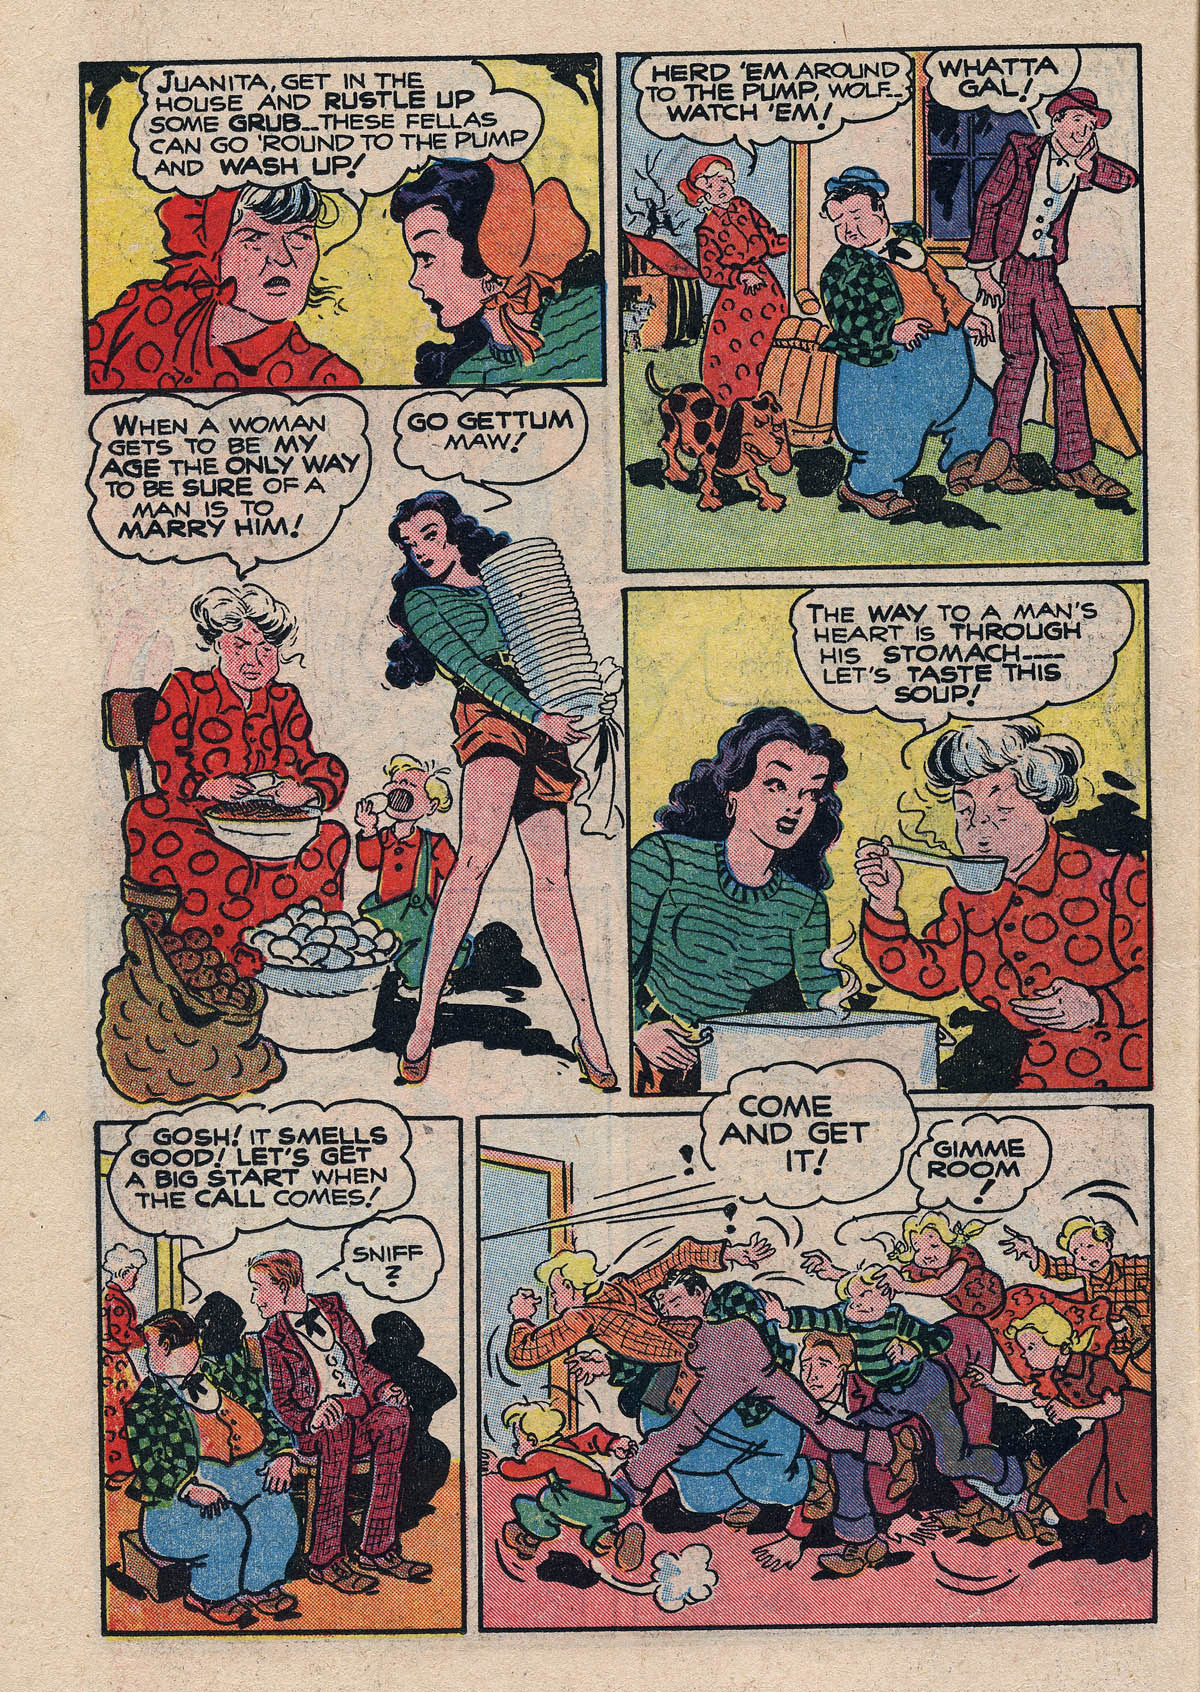 JUANITA, GET IN THE
HOUSE AND RUSTLE UP
SOME GRUB...THESE FELLAS
CAN GO 'ROUND TO THE PUMP
AND WASH UP!
HERD 'EM AROUND
TO THE PUMP, WOLF...
WATCH 'EM!
WHATTA
GAL!
WHEN A WOMAN
GETS TO BE MY
AGE THE ONLY WAY
TO BE SURE OF A
MAN IS TO
MARRY HIM!
GO GETTUM
MAW!
THE WAY TO A MAN'S
HEART IS THROUGH
HIS STOMACH----
LET'S TASTE THIS
SOUP!
GOSH! IT SMELLS
GOOD! LET'S GET
A BIG START WHEN
THE CALL COMES!
SNIFF
?
COME
AND GET
IT!
GIMME
ROOM
!
!
!